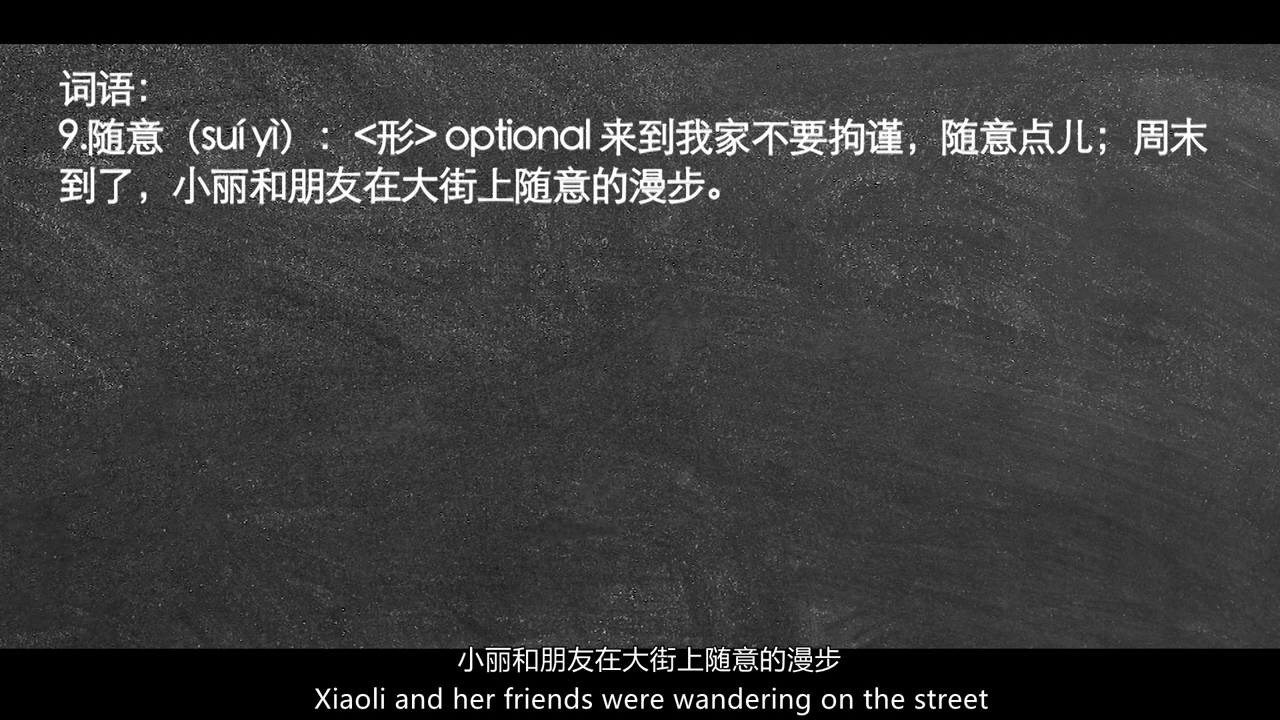 词语：
9.随意（suí yì）：<形> optional 来到我家不要拘谨，随意点儿；周末
到了，小丽和朋友在大街上随意的漫步。
小丽和朋友在大街上随意的漫步
Xiaoli and her friends were wandering on the street